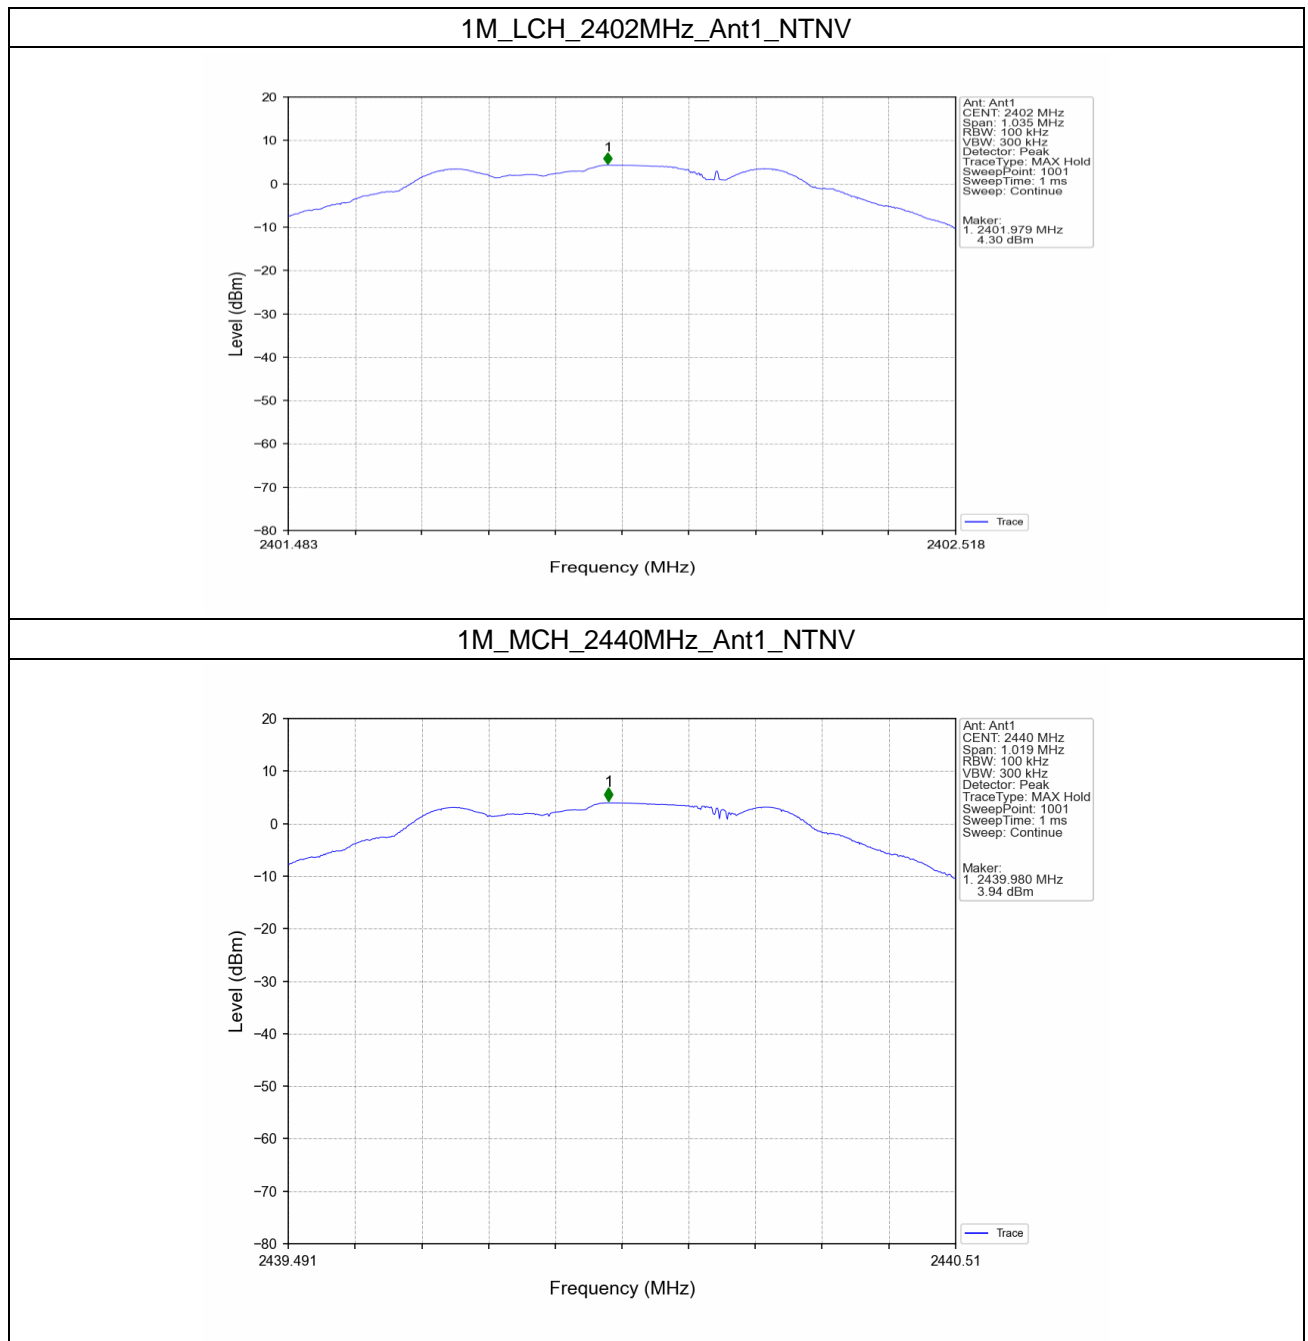 1M_LCH_2402MHz_Ant1_NTNV
20
10
0
−10
−20
−30
−40
−50
−60
−70
−80
Level (dBm)
1
2401.483
2402.518
Frequency (MHz)
Ant: Ant1
CENT: 2402 MHz
Span: 1.035 MHz
RBW: 100 kHz
VBW: 300 kHz
Detector: Peak
TraceType: MAX Hold
SweepPoint: 1001
SweepTime: 1 ms
Sweep: Continue
Maker:
1. 2401.979 MHz
4.30 dBm
Trace
1M_MCH_2440MHz_Ant1_NTNV
20
10
0
−10
−20
−30
−40
−50
−60
−70
−80
Level (dBm)
1
2439.491
2440.51
Frequency (MHz)
Ant: Ant1
CENT: 2440 MHz
Span: 1.019 MHz
RBW: 100 kHz
VBW: 300 kHz
Detector: Peak
TraceType: MAX Hold
SweepPoint: 1001
SweepTime: 1 ms
Sweep: Continue
Maker:
1. 2439.980 MHz
3.94 dBm
Trace